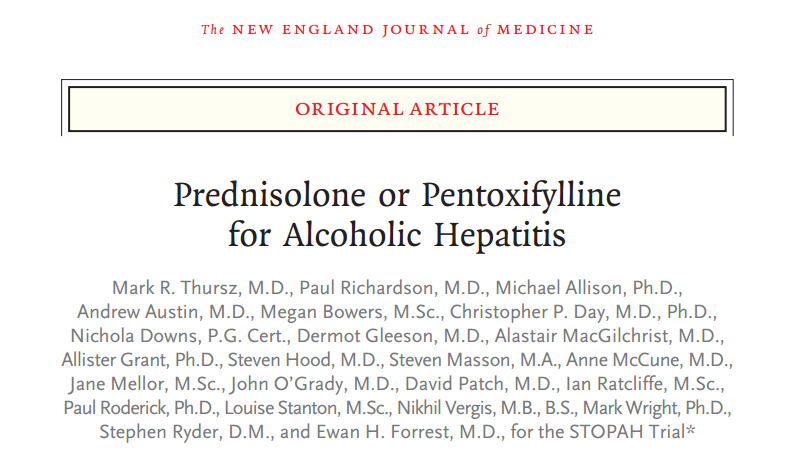 The NEW ENGLAND JOURNAL of MEDICINE
ORIGINAL ARTICLE
Prednisolone or Pentoxifylline
for Alcoholic Hepatitis
Mark R. Thursz, M.D., Paul Richardson, M.D., Michael Allison, Ph.D.,
Andrew Austin, M.D., Megan Bowers, M.Sc., Christopher P. Day, M.D., Ph.D.,
Nichola Downs, P.G. Cert., Dermot Gleeson, M.D., Alastair MacGilchrist, M.D.,
Allister Grant, Ph.D., Steven Hood, M.D., Steven Masson, M.A., Anne McCune, M.D.,
Jane Mellor, M.Sc., John O’Grady, M.D., David Patch, M.D., Ian Ratcliffe, M.Sc.,
Paul Roderick, Ph.D., Louise Stanton, M.Sc., Nikhil Vergis, M.B., B.S., Mark Wright, Ph.D.,
Stephen Ryder, D.M., and Ewan H. Forrest, M.D., for the STOPAH Trial*